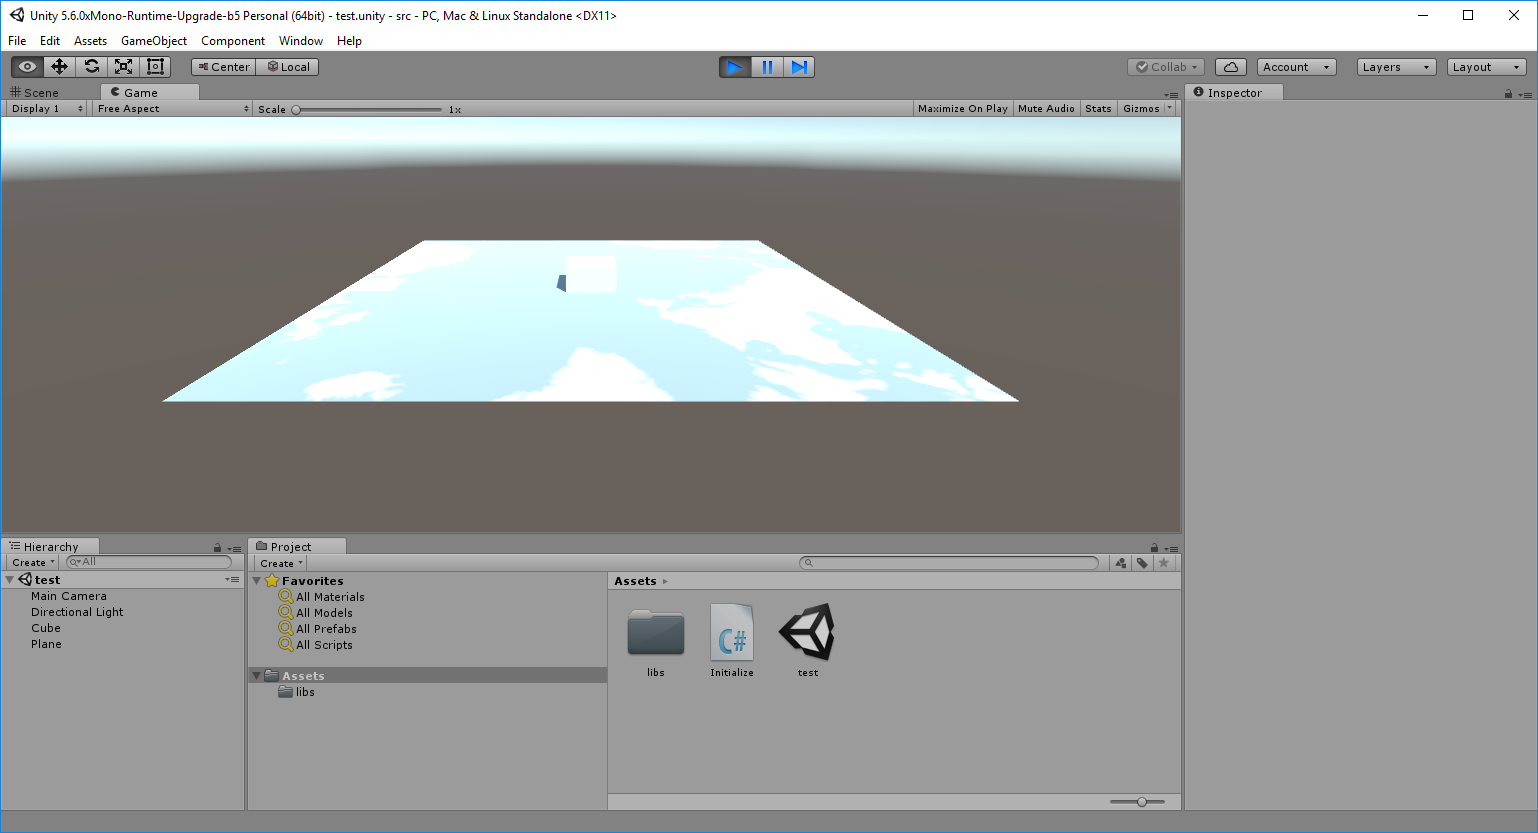 Unity 5.6.0xMono-Runtime-Upgrade-b5 Personal (64bit) - test.unity - src - PC, Mac & Linux Standalone <DX11>
File Edit Assets GameObject Component Window Help
Center Local Collab Account Layers Layout
Scene Game Inspector
Display 1 Free Aspect Scale 1x Maximize On Play Mute Audio Stats Gizmos
Hierarchy Project
Create All Create
test Favorites Assets
Main Camera All Materials
Directional Light All Models
Cube All Prefabs
Plane All Scripts
C#
libs Initialize test
Assets
libs